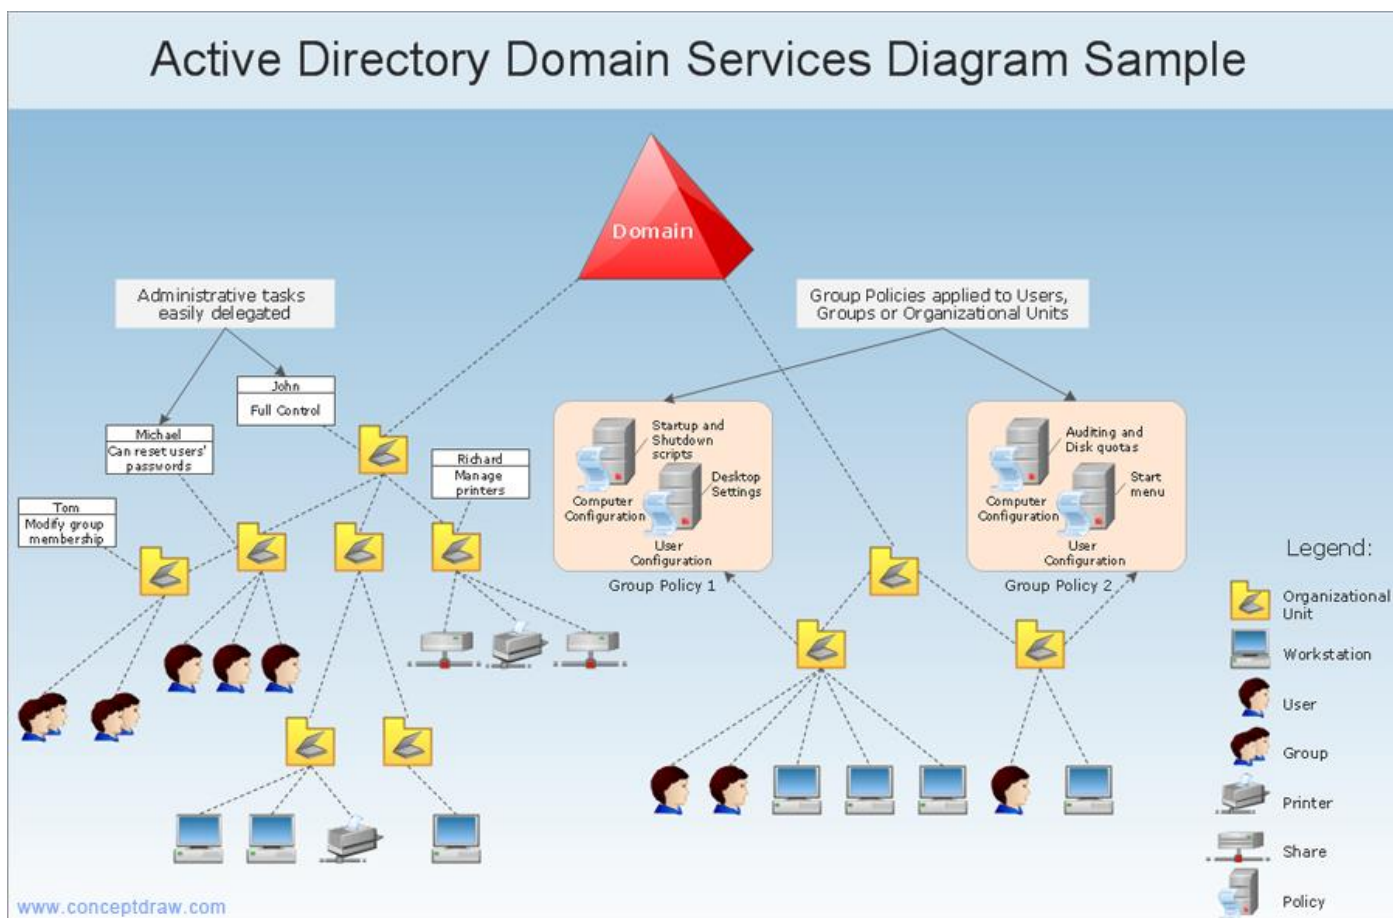 Active Directory Domain Services Diagram Sample
Domain
Administrative tasks
easily delegated
Group Policies applied to Users,
Groups or Organizational Units
John
Full Control
Michael
Can reset users'
passwords
Richard
Manage
printers
Tom
Modify group
membership
Startup and
Shutdown
scripts
Desktop
Settings
Computer
Configuration
User
Configuration
Group Policy 1
Auditing and
Disk quotas
Start
menu
Computer
Configuration
User
Configuration
Group Policy 2
Legend:
Organizational
Unit
Workstation
User
Group
Printer
Share
Policy
www.conceptdraw.com